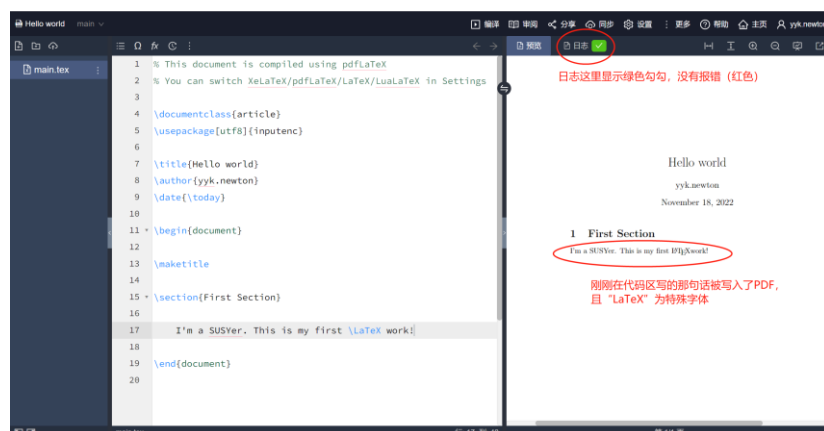 Hello world main
编译 审阅 分享 同步 设置 更多 帮助 主页 yyk.newton
预览 日志
main.tex
1 % This document is compiled using pdfLaTeX
2 % You can switch XeLaTeX/pdfLaTeX/LaTeX/LuaLaTeX in Settings
3
4 \documentclass{article}
5 \usepackage[utf8]{inputenc}
6
7 \title{Hello world}
8 \author{yyk.newton}
9 \date{\today}
10
11 \begin{document}
12
13 \maketitle
14
15 \section{First Section}
16
17 I'm a SUSYer. This is my first \LaTeX work!
18
19 \end{document}
20
日志这里显示绿色勾勾，没有报错（红色）
Hello world
yyk.newton
November 18, 2022
1 First Section
I'm a SUSYer. This is my first LaTeXwork!
刚刚在代码区写的那句话被写入了PDF，
且“LaTeX”为特殊字体